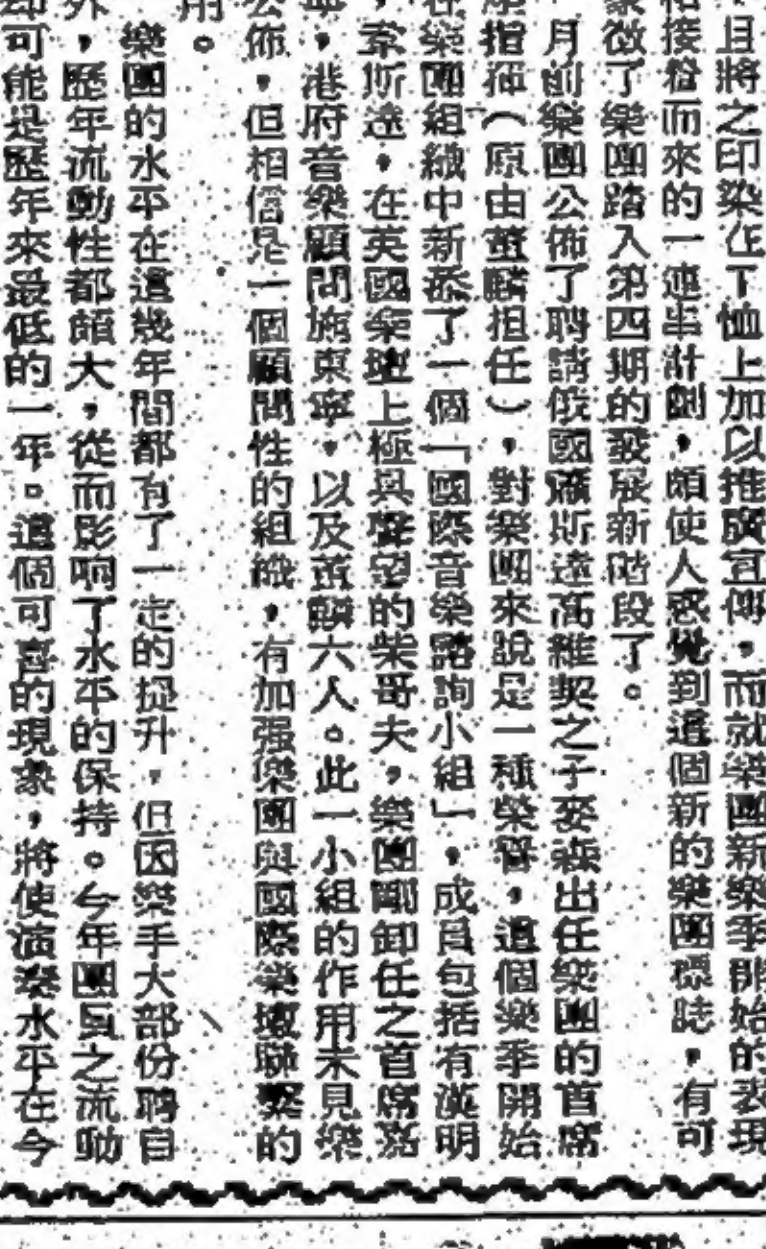 且將之印染在下恤上加以推廣宣傳，而就樂團新樂季開始的表現
和接踵而來的一連串計劃，頗使人感覺到這個新的樂團標誌，有可
象徵了樂團踏入第四期的發展新階段了。
月前樂團公佈了聘請俄國羅斯達高維契之子麥森出任樂團的首席
指揮（原由董麟担任），對樂團來說是一種榮譽，這個樂季開始
在樂團組織中新添了一個「國際音樂諮詢小組」，成員包括有漢明
，索斯達，在英國樂壇上極具聲望的柴哥夫，樂團剛卸任之首席嘉
，港府音樂顧問施東寧，以及董麟六人。此一小組的作用未見樂
公佈，但相信是一個顧問性的組織，有加强樂團與國際樂壇聯繫的
用。
樂團的水平在這幾年間都有了一定的提升，但因樂手大部份聘自
外，歷年流動性都頗大，從而影响了水平的保持。今年團員之流動
却可能是歷年來最低的一年。這個可喜的現象，將使演奏水平在今